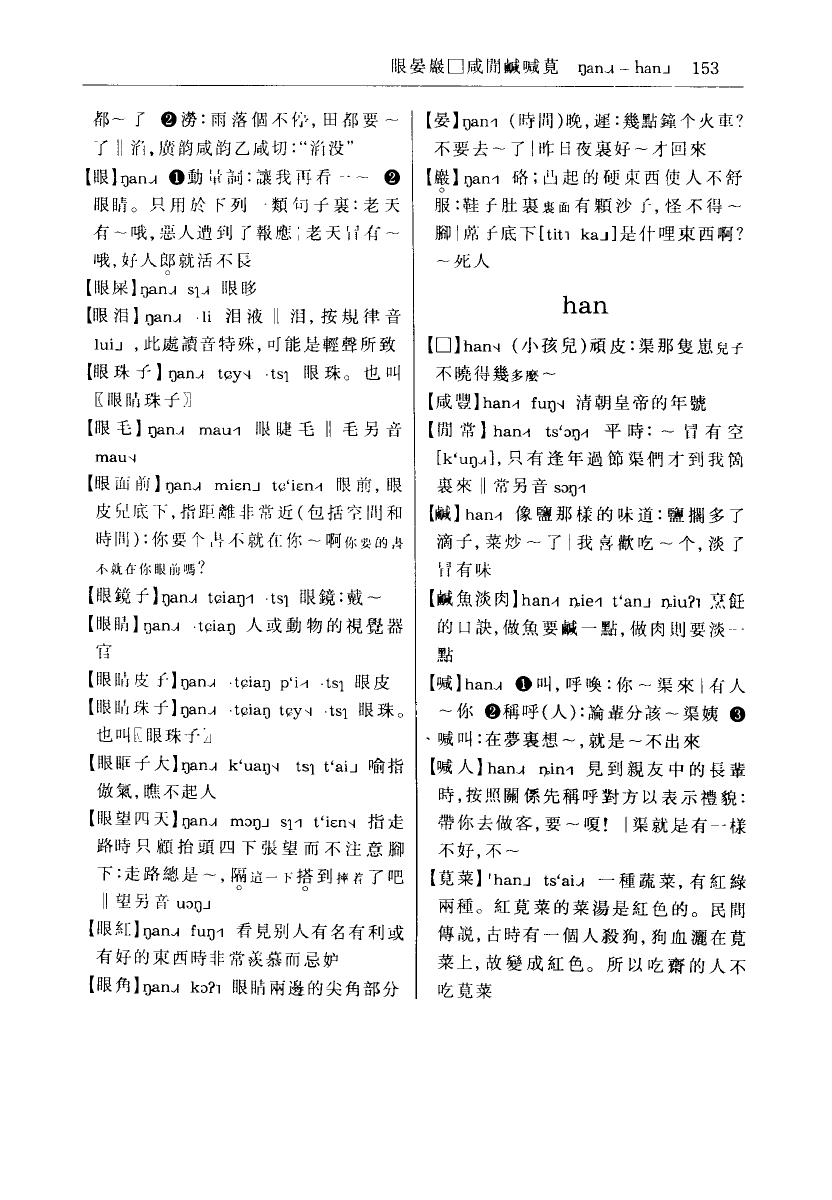 眼晏巖□咸閒鹹喊莧 ŋan˩˧ – han˩ 153
都～了 ❷澇：雨落個不停，田都要～
了‖淊，廣韵咸韵乙咸切：“淊没”
【眼】ŋan ❶動量詞：讓我再看一～ ❷
眼睛。只用於下列一類句子裏：老天
有～哦，惡人遭到了報應｜老天冒有～
哦，好人郎就活不長
【眼屎】ŋan sɿ 眼眵
【眼泪】ŋan ·li 泪液‖泪，按規律音
lui˩，此處讀音特殊，可能是輕聲所致
【眼珠子】ŋan tɕy ·tsɿ 眼珠。也叫
〖眼睛珠子〗
【眼毛】ŋan mau 眼睫毛‖毛另音
mau
【眼面前】ŋan miɛn˩ tɕ‘iɛn 眼前，眼
皮兒底下，指距離非常近（包括空間和
時間）：你要个書不就在你～啊你要的書
不就在你眼前嗎？
【眼鏡子】ŋan tɕiaŋ ·tsɿ 眼鏡：戴～
【眼睛】ŋan ·tɕiaŋ 人或動物的視覺器
官
【眼睛皮子】ŋan ·tɕiaŋ p‘i ·tsɿ 眼皮
【眼睛珠子】ŋan ·tɕiaŋ tɕy ·tsɿ 眼珠。
也叫〖眼珠子〗
【眼眶子大】ŋan k‘uaŋ tsɿ t‘ai˩ 喻指
傲氣，瞧不起人
【眼望四天】ŋan mɔŋ˩ sɿ t‘iɛn 指走
路時只顧抬頭四下張望而不注意腳
下：走路總是～，隔這一下搭到摔着了吧
‖望另音 uɔŋ˩
【眼紅】ŋan fuŋ 看見别人有名有利或
有好的東西時非常羨慕而忌妒
【眼角】ŋan kɔʔ 眼睛兩邊的尖角部分
【晏】ŋan （時間）晚，遲：幾點鐘个火車？
不要去～了｜昨日夜裏好～才回來
【巖】ŋan 硌；凸起的硬東西使人不舒
服：鞋子肚裏裏面有顆沙子，怪不得～
腳｜席子底下[tit ka˩]是什哩東西啊？
～死人
han
【□】han （小孩兒）頑皮：渠那隻崽兒子
不曉得幾多麼～
【咸豐】han fuŋ 清朝皇帝的年號
【閒常】han ts‘ɔŋ 平時：～冒有空
[k‘uŋ]，只有逢年過節渠們才到我箇
裏來‖常另音 sɔŋ
【鹹】han 像鹽那樣的味道：鹽擱多了
滴子，菜炒～了｜我喜歡吃～个，淡了
冒有味
【鹹魚淡肉】han ȵie t‘an˩ ȵiuʔ 烹飪
的口訣，做魚要鹹一點，做肉則要淡一
點
【喊】han ❶叫，呼唤：你～渠來｜有人
～你 ❷稱呼（人）：論輩分該～渠姨 ❸
喊叫：在夢裏想～，就是～不出來
【喊人】han ȵin 見到親友中的長輩
時，按照關係先稱呼對方以表示禮貌：
帶你去做客，要～嗄！｜渠就是有一樣
不好，不～
【莧菜】han˩ ts‘ai 一種蔬菜，有紅綠
兩種。紅莧菜的菜湯是紅色的。民間
傳説，古時有一個人殺狗，狗血灑在莧
菜上，故變成紅色。所以吃齋的人不
吃莧菜